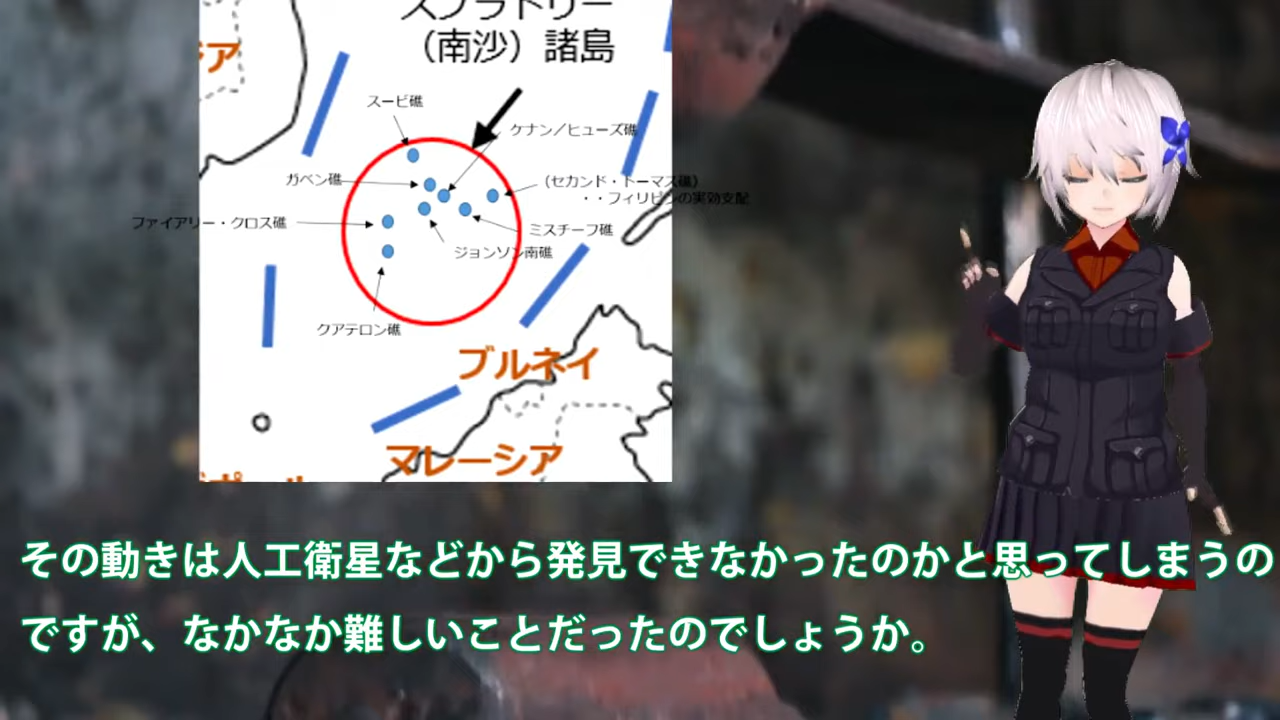 スプラトリー
（南沙）諸島
スービ礁
ケナン／ヒューズ礁
ガベン礁
（セカンド・トーマス礁）
・・フィリピンの実効支配
ファイアリー・クロス礁
ミスチーフ礁
ジョンソン南礁
クアテロン礁
ブルネイ
マレーシア
その動きは人工衛星などから発見できなかったのかと思ってしまうの
ですが、なかなか難しいことだったのでしょうか。